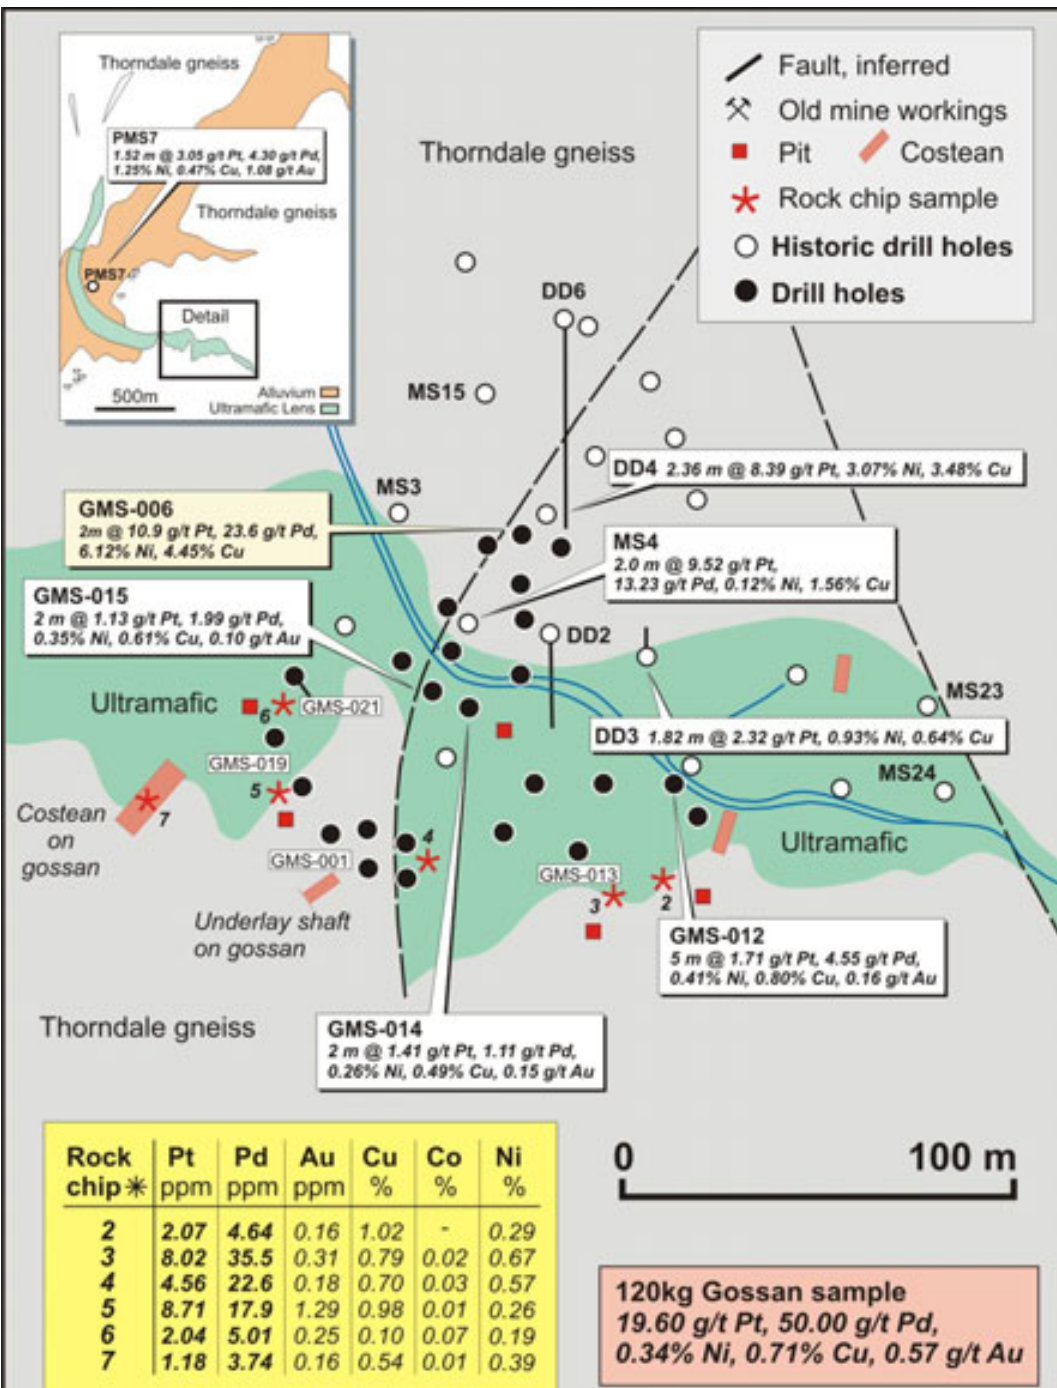 Thorndale gneiss
PMS7
1.52 m @ 3.05 g/t Pt, 4.30 g/t Pd,
1.25% Ni, 0.47% Cu, 1.08 g/t Au
Thorndale gneiss
PMS7
Detail
500m
Alluvium
Ultramafic Lens
Fault, inferred
Old mine workings
Pit
Costean
Rock chip sample
Historic drill holes
Drill holes
Thorndale gneiss
DD6
MS15
DD4 2.36 m @ 8.39 g/t Pt, 3.07% Ni, 3.48% Cu
MS3
GMS-006
2m @ 10.9 g/t Pt, 23.6 g/t Pd,
6.12% Ni, 4.45% Cu
MS4
2.0 m @ 9.52 g/t Pt,
13.23 g/t Pd, 0.12% Ni, 1.56% Cu
GMS-015
2 m @ 1.13 g/t Pt, 1.99 g/t Pd,
0.35% Ni, 0.61% Cu, 0.10 g/t Au
DD2
Ultramafic
6
GMS-021
MS23
DD3 1.82 m @ 2.32 g/t Pt, 0.93% Ni, 0.64% Cu
GMS-019
MS24
5
Costean
on
gossan
7
4
Ultramafic
GMS-001
GMS-013
3
2
Underlay shaft
on gossan
GMS-012
5 m @ 1.71 g/t Pt, 4.55 g/t Pd,
0.41% Ni, 0.80% Cu, 0.16 g/t Au
Thorndale gneiss
GMS-014
2 m @ 1.41 g/t Pt, 1.11 g/t Pd,
0.26% Ni, 0.49% Cu, 0.15 g/t Au
Rock Pt Pd Au Cu Co Ni
chip ppm ppm ppm % % %
2 2.07 4.64 0.16 1.02 - 0.29
3 8.02 35.5 0.31 0.79 0.02 0.67
4 4.56 22.6 0.18 0.70 0.03 0.57
5 8.71 17.9 1.29 0.98 0.01 0.26
6 2.04 5.01 0.25 0.10 0.07 0.19
7 1.18 3.74 0.16 0.54 0.01 0.39
0 100 m
120kg Gossan sample
19.60 g/t Pt, 50.00 g/t Pd,
0.34% Ni, 0.71% Cu, 0.57 g/t Au